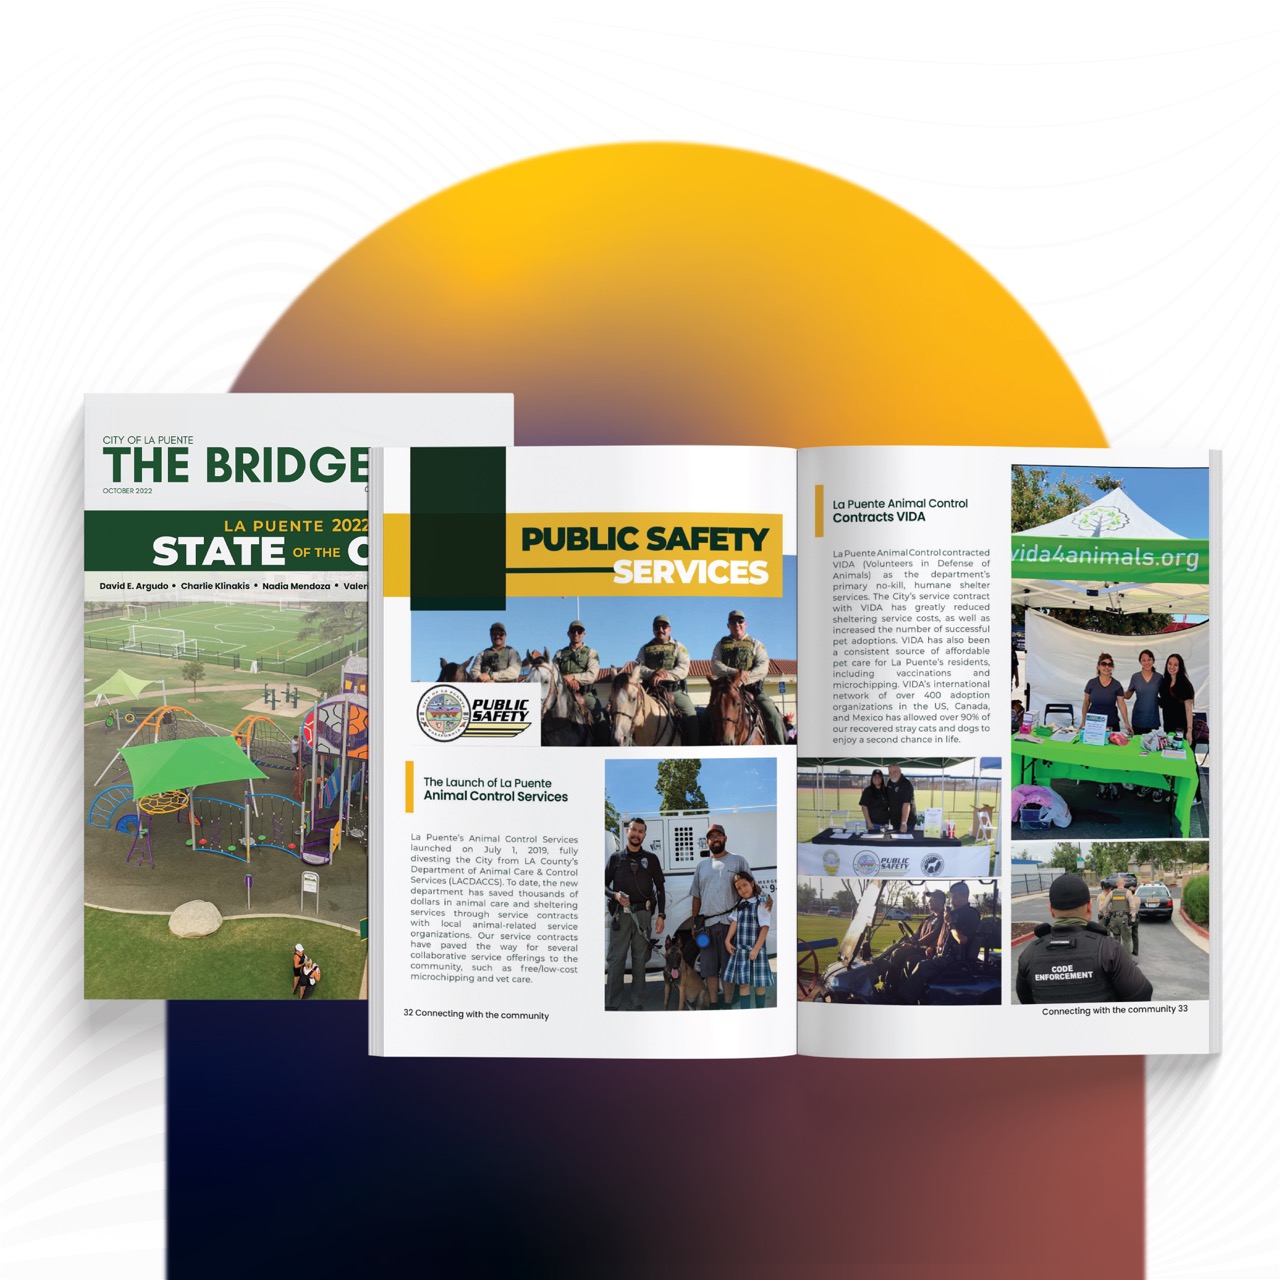 CITY OF LA PUENTE
THE BRIDGE
OCTOBER 2022
LA PUENTE 2022
STATE OF THE C
David E. Argudo • Charlie Klinakis • Nadia Mendoza • Valer
PUBLIC SAFETY
SERVICES
PUBLIC
SAFETY
The Launch of La Puente
Animal Control Services
La Puente's Animal Control Services
launched on July 1, 2019, fully
divesting the City from LA County's
Department of Animal Care & Control
Services (LACDACCS). To date, the new
department has saved thousands of
dollars in animal care and sheltering
services through service contracts
with local animal-related service
organizations. Our service contracts
have paved the way for several
collaborative service offerings to the
community, such as free/low-cost
microchipping and vet care.
32 Connecting with the community
La Puente Animal Control
Contracts VIDA
La Puente Animal Control contracted
VIDA (Volunteers in Defense of
Animals) as the department's
primary no-kill, humane shelter
services. The City's service contract
with VIDA has greatly reduced
sheltering service costs, as well as
increased the number of successful
pet adoptions. VIDA has also been
a consistent source of affordable
pet care for La Puente's residents,
including vaccinations and
microchipping. VIDA's international
network of over 400 adoption
organizations in the US, Canada,
and Mexico has allowed over 90% of
our recovered stray cats and dogs to
enjoy a second chance in life.
vida4animals.org
PUBLIC
SAFETY
CODE
ENFORCEMENT
Connecting with the community 33